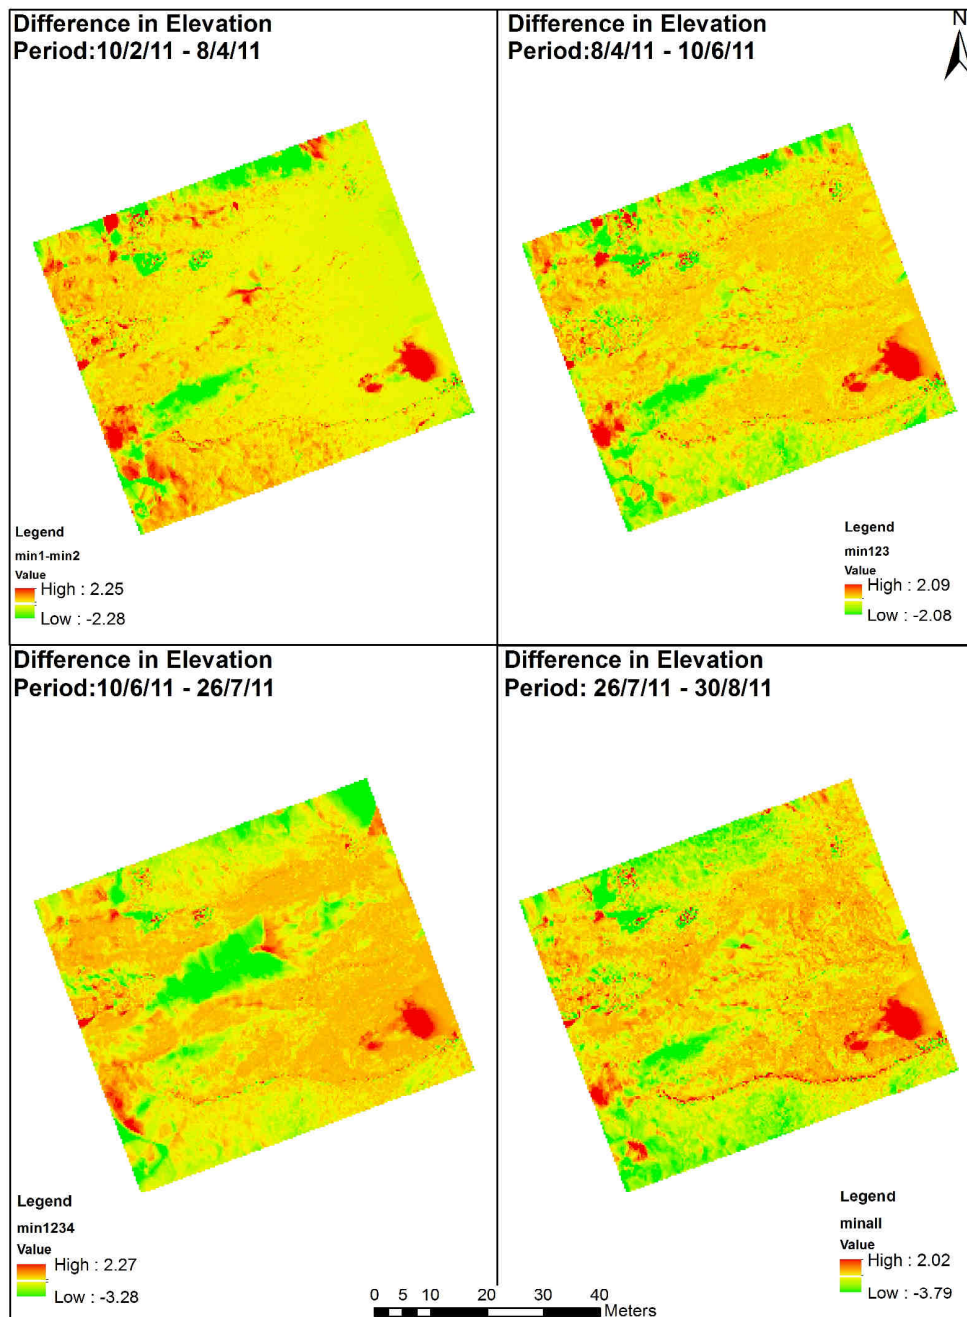 Difference in Elevation
Period:10/2/11 - 8/4/11
Legend
min1-min2
Value
High : 2.25
Low : -2.28
Difference in Elevation
Period:8/4/11 - 10/6/11
N
Legend
min123
Value
High : 2.09
Low : -2.08
Difference in Elevation
Period:10/6/11 - 26/7/11
Legend
min1234
Value
High : 2.27
Low : -3.28
Difference in Elevation
Period: 26/7/11 - 30/8/11
Legend
minall
Value
High : 2.02
Low : -3.79
0 5 10 20 30 40
Meters